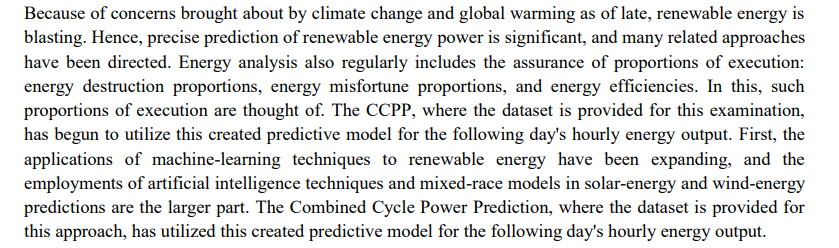 Because of concerns brought about by climate change and global warming as of late, renewable energy is
blasting. Hence, precise prediction of renewable energy power is significant, and many related approaches
have been directed. Energy analysis also regularly includes the assurance of proportions of execution:
energy destruction proportions, energy misfortune proportions, and energy efficiencies. In this, such
proportions of execution are thought of. The CCPP, where the dataset is provided for this examination,
has begun to utilize this created predictive model for the following day's hourly energy output. First, the
applications of machine-learning techniques to renewable energy have been expanding, and the
employments of artificial intelligence techniques and mixed-race models in solar-energy and wind-energy
predictions are the larger part. The Combined Cycle Power Prediction, where the dataset is provided for
this approach, has utilized this created predictive model for the following day's hourly energy output.